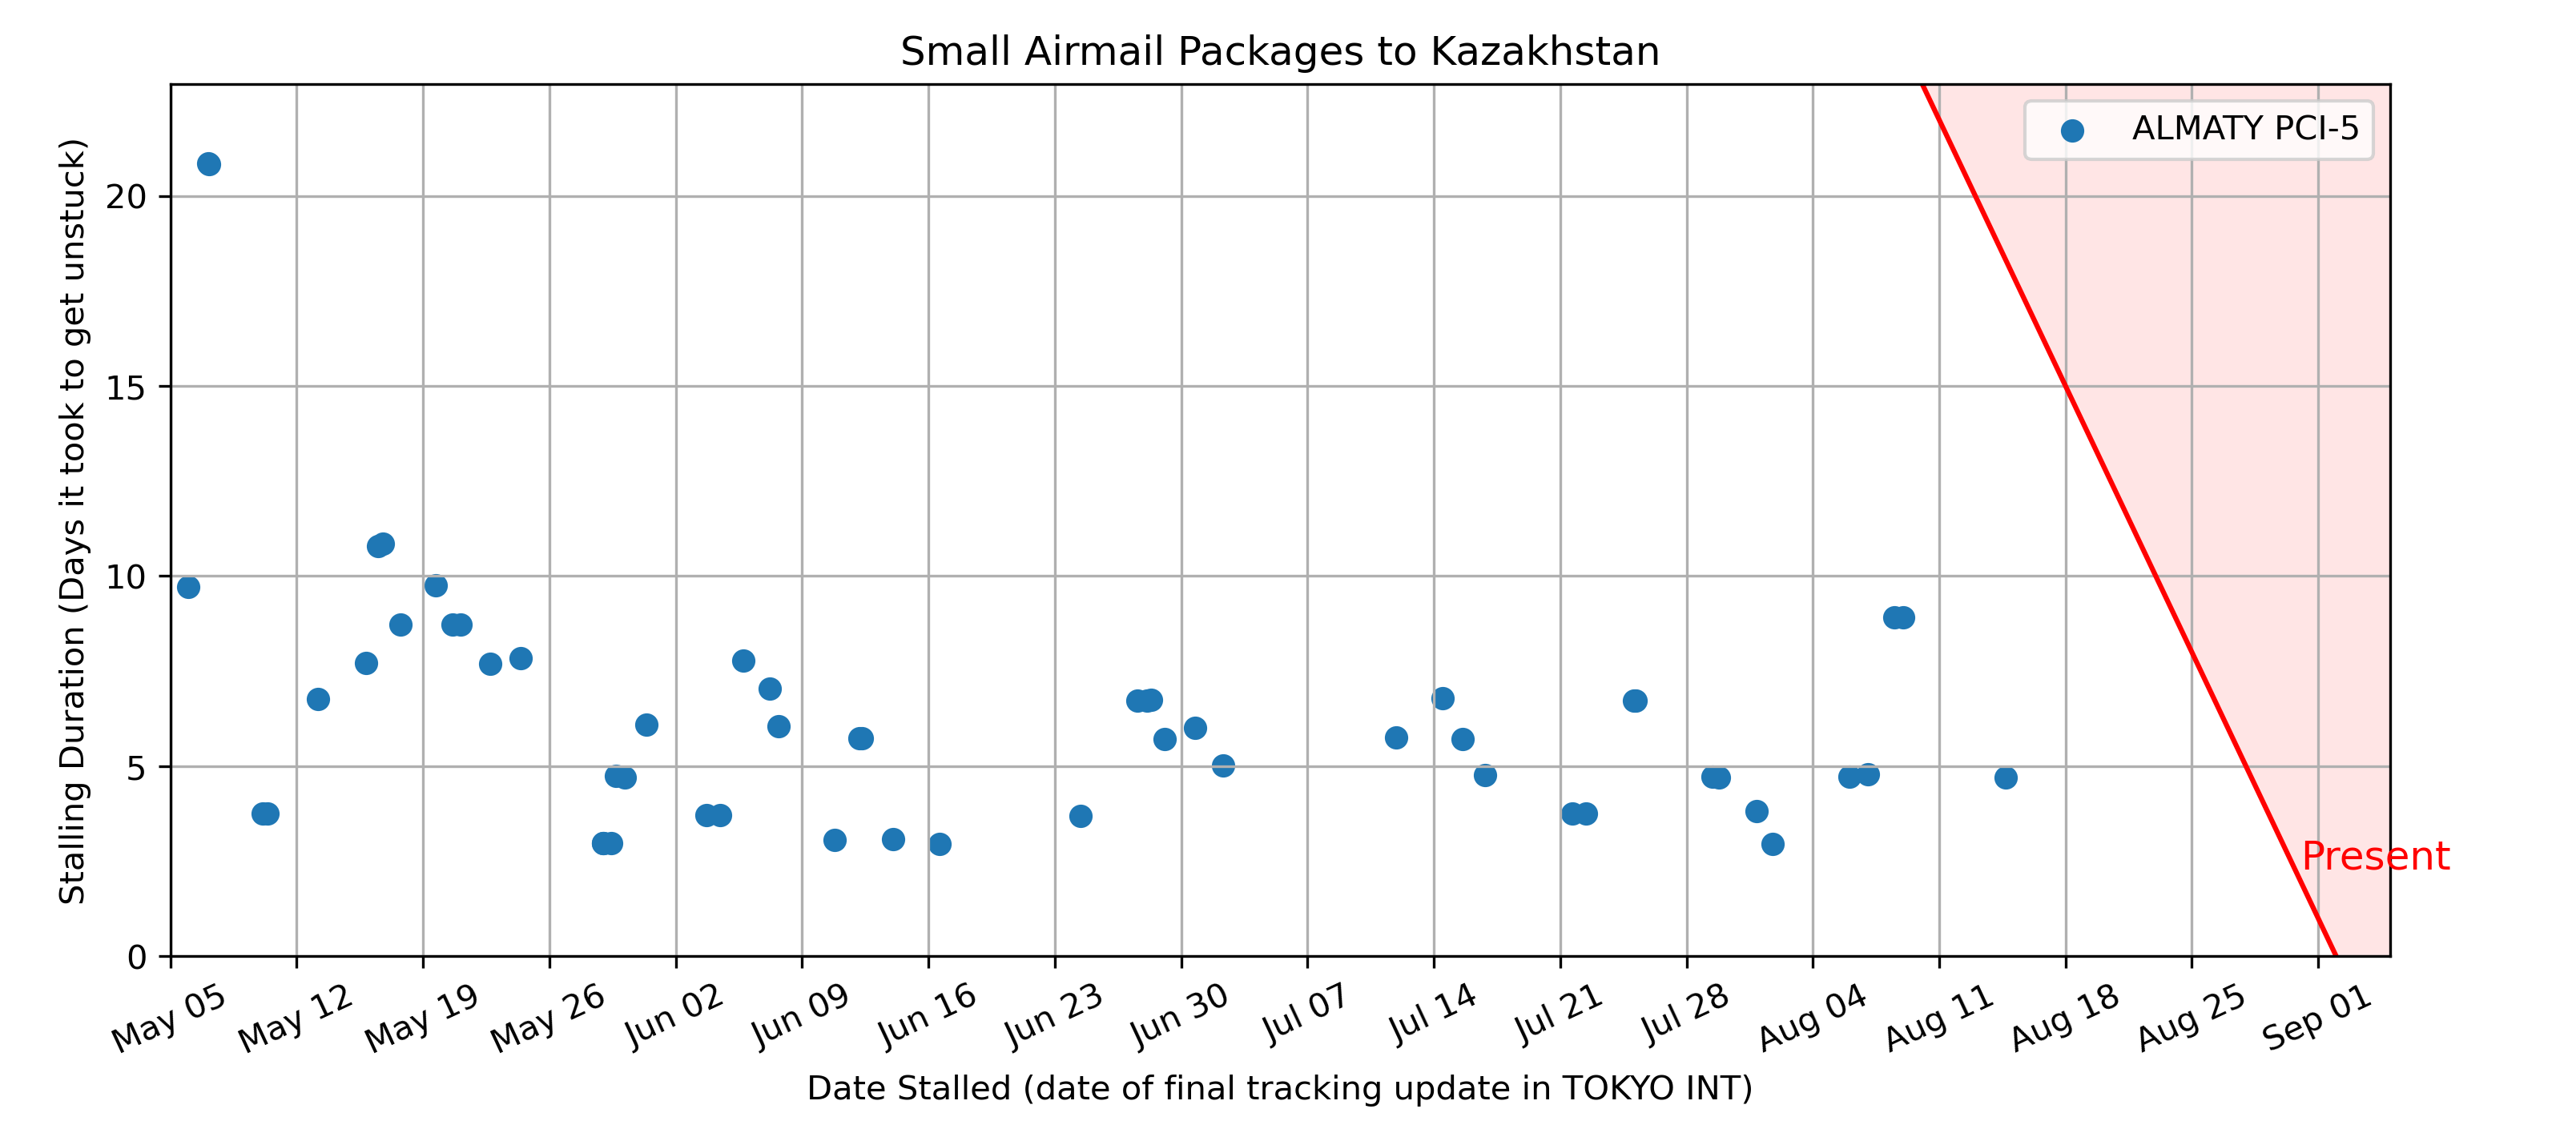 Small Airmail Packages to Kazakhstan
ALMATY PCI-5
Stalling Duration (Days it took to get unstuck)
20
15
10
5
0
Present
May 05
May 12
May 19
May 26
Jun 02
Jun 09
Jun 16
Jun 23
Jun 30
Jul 07
Jul 14
Jul 21
Jul 28
Aug 04
Aug 11
Aug 18
Aug 25
Sep 01
Date Stalled (date of final tracking update in TOKYO INT)